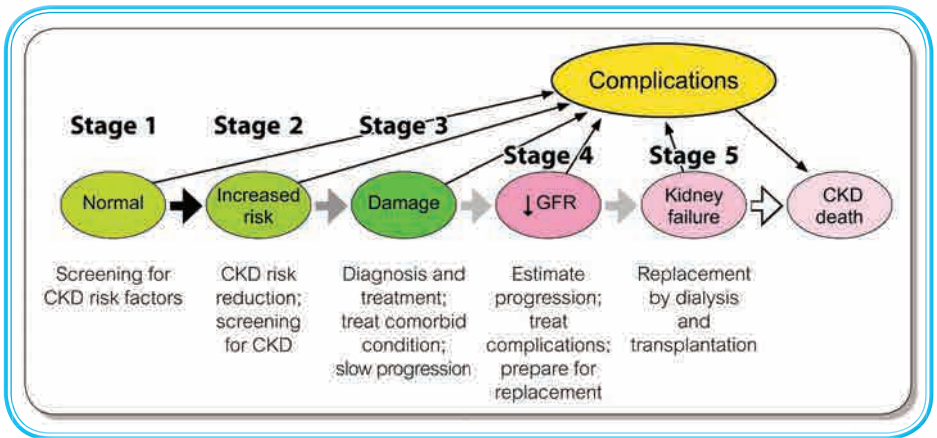 Complications
Stage 1
Stage 2
Stage 3
Stage 4
Stage 5
Normal
Increased
risk
Damage
↓ GFR
Kidney
failure
CKD
death
Screening for
CKD risk factors
CKD risk
reduction;
screening
for CKD
Diagnosis and
treatment;
treat comorbid
condition;
slow progression
Estimate
progression;
treat
complications;
prepare for
replacement
Replacement
by dialysis
and
transplantation